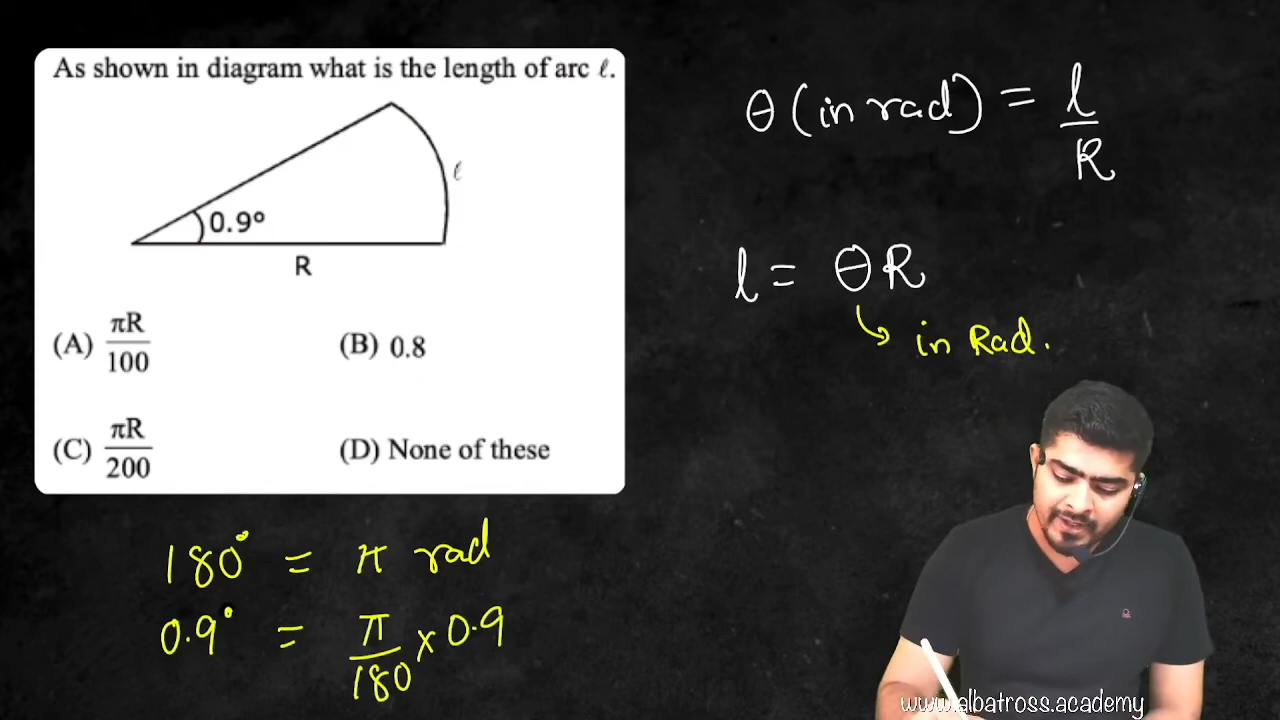 As shown in diagram what is the length of arc ℓ.
ℓ
0.9°
R
(A) πR/100
(B) 0.8
(C) πR/200
(D) None of these
θ (in rad) = l/R
l = θR
in Rad.
180° = π rad
0.9° = π/180 × 0.9
www.albatross.academy